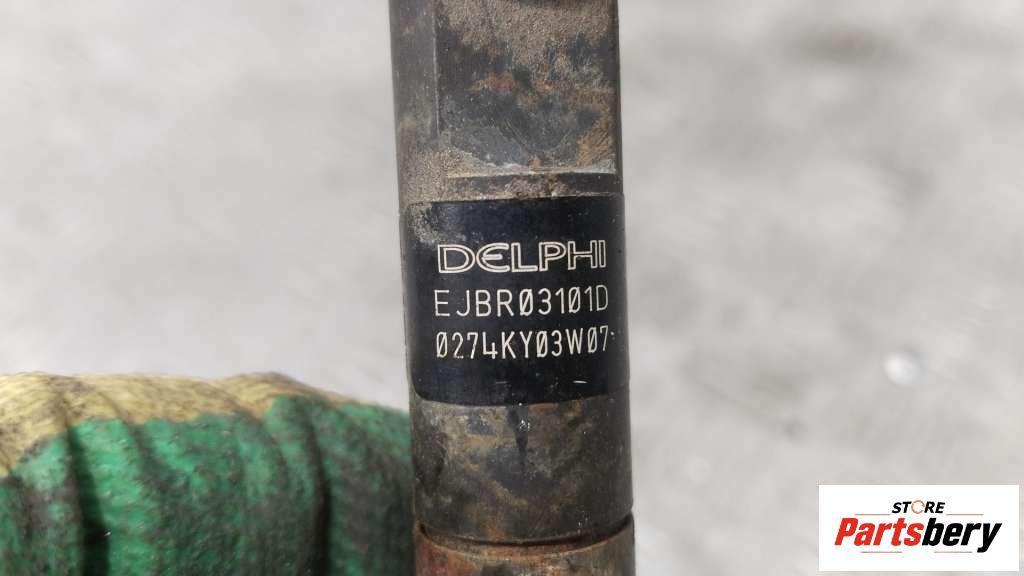 DELPHI
EJBR03101D
0274KY03W07
STORE
Partsbery